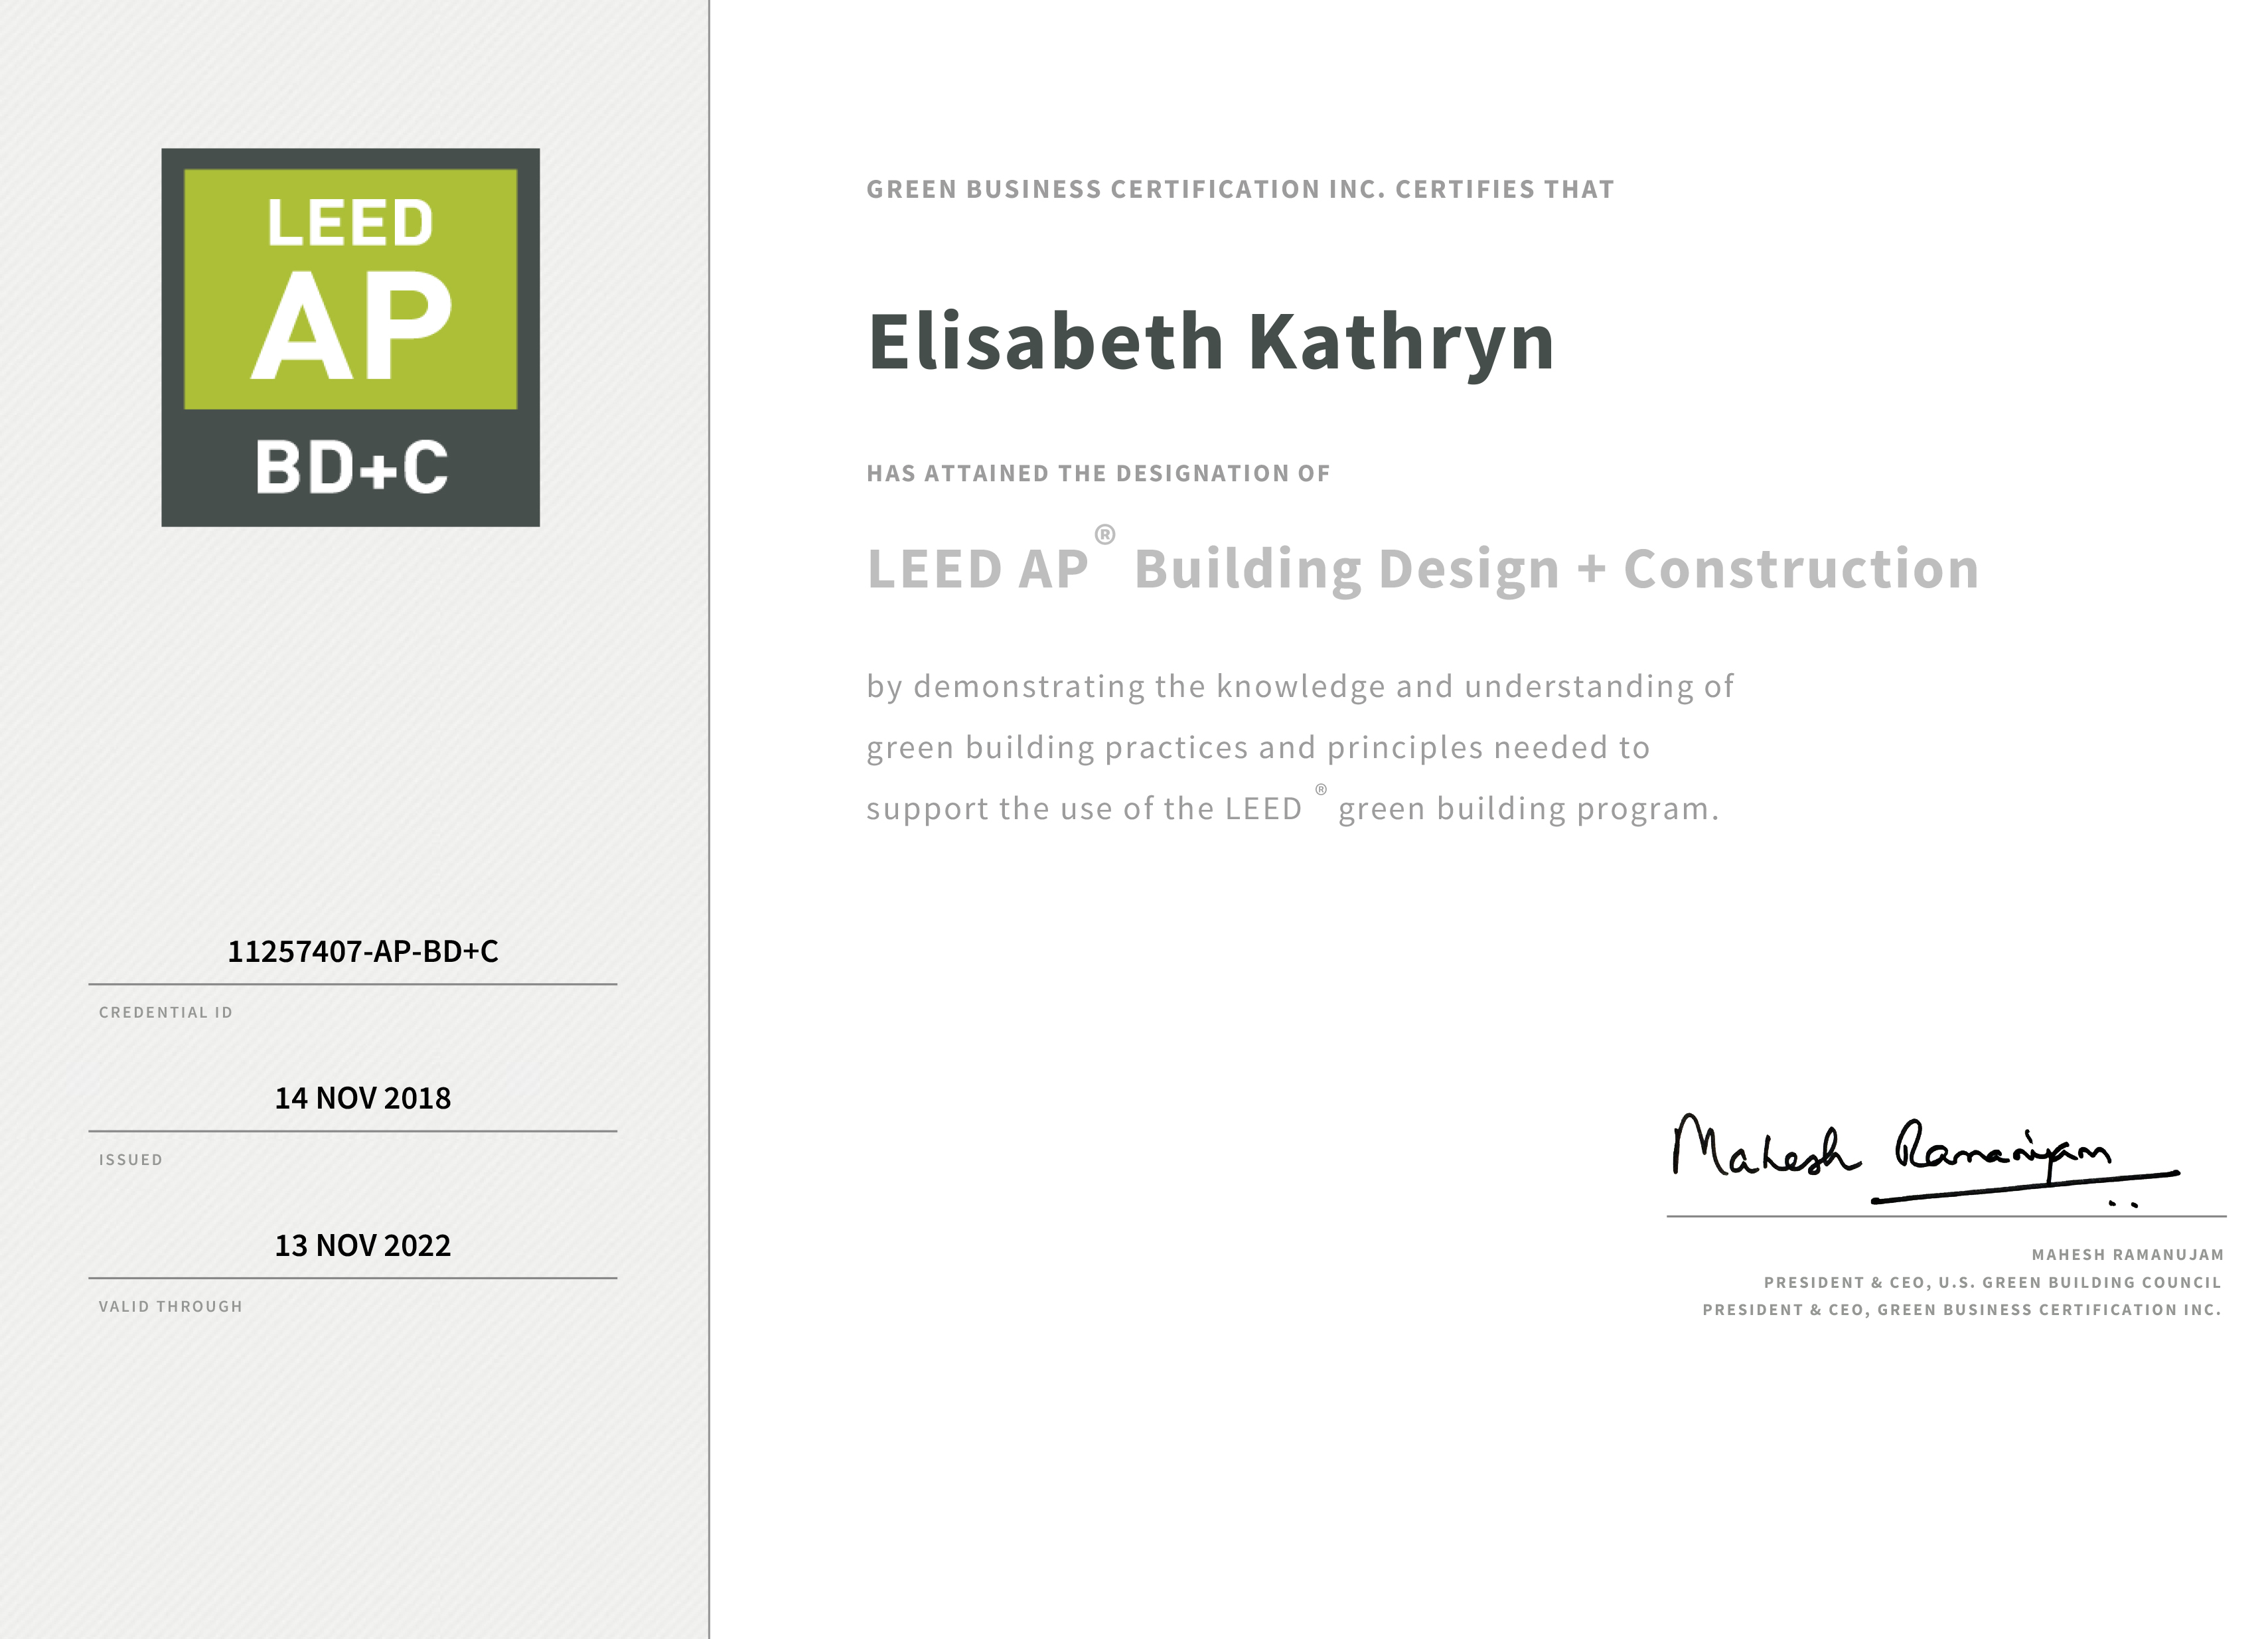 LEED
AP
BD+C
11257407-AP-BD+C
CREDENTIAL ID
14 NOV 2018
ISSUED
13 NOV 2022
VALID THROUGH
GREEN BUSINESS CERTIFICATION INC. CERTIFIES THAT
Elisabeth Kathryn
HAS ATTAINED THE DESIGNATION OF
LEED AP® Building Design + Construction
by demonstrating the knowledge and understanding of
green building practices and principles needed to
support the use of the LEED ® green building program.
Mahesh Ramanujam
MAHESH RAMANUJAM
PRESIDENT & CEO, U.S. GREEN BUILDING COUNCIL
PRESIDENT & CEO, GREEN BUSINESS CERTIFICATION INC.